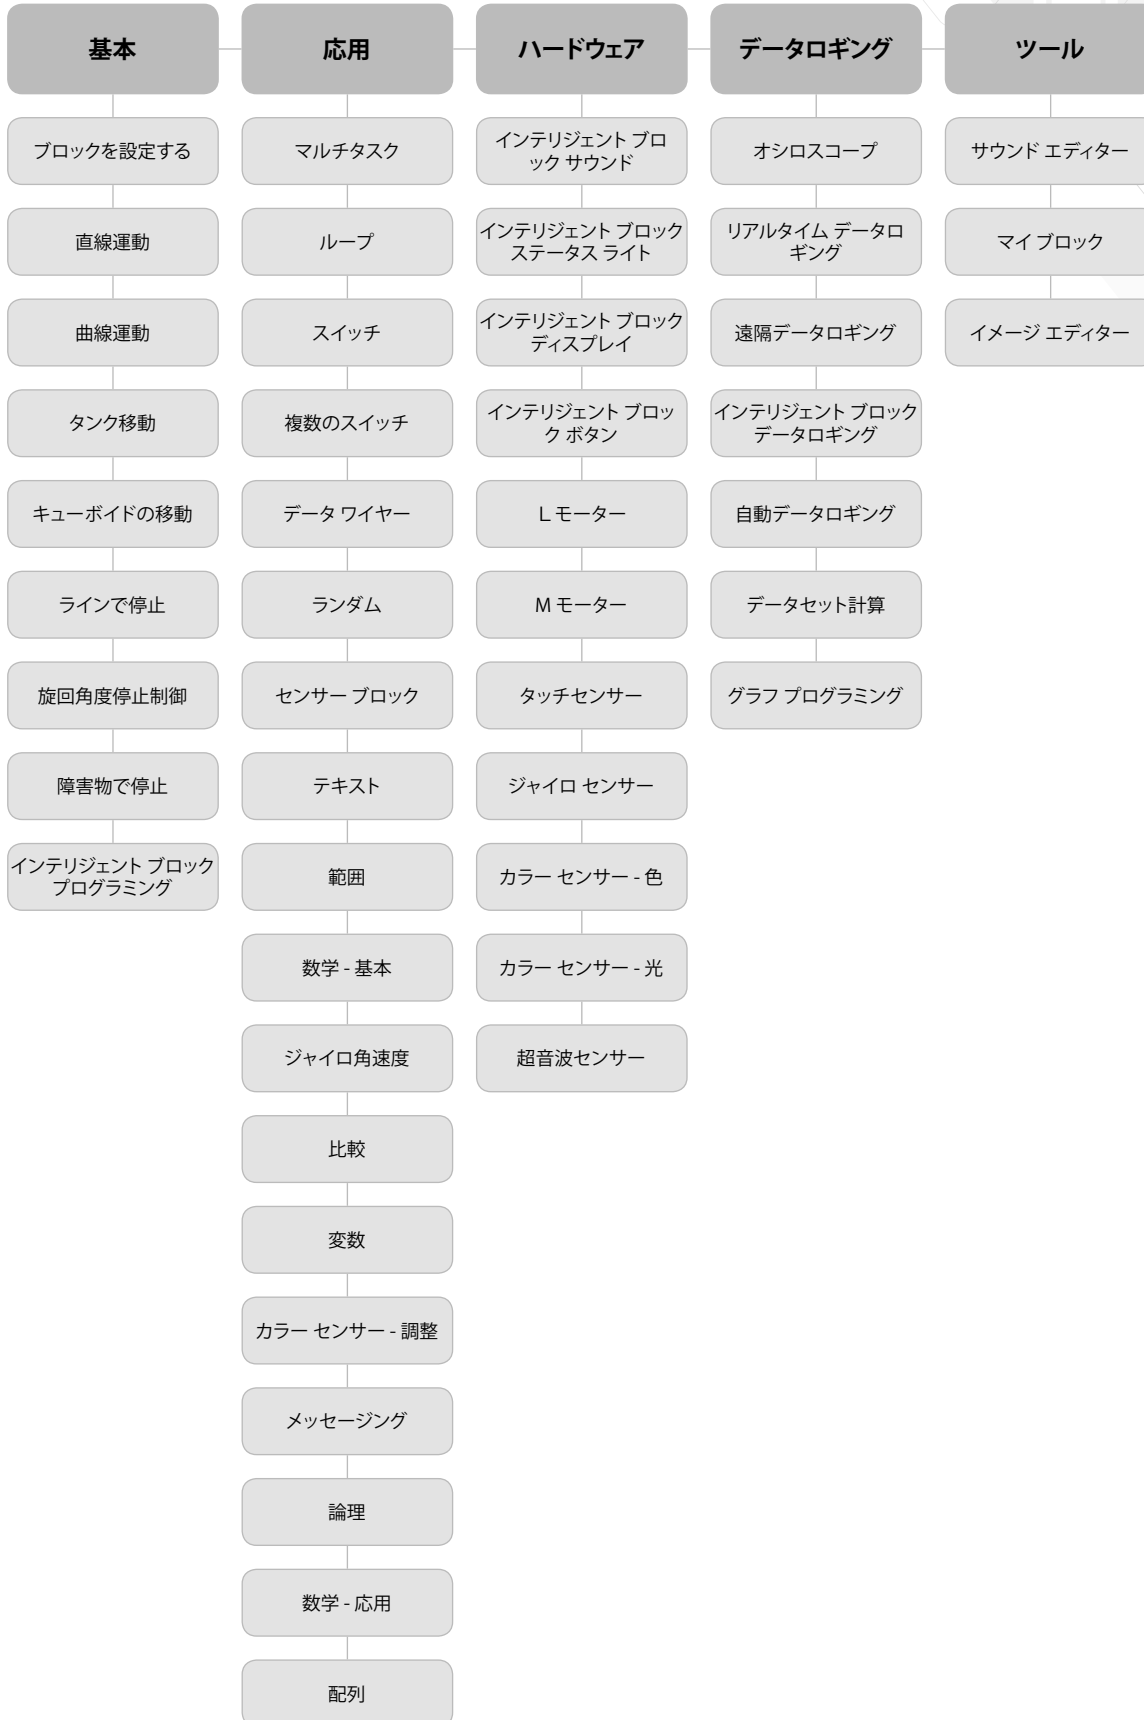 基本
ブロックを設定する
直線運動
曲線運動
タンク移動
キューボイドの移動
ラインで停止
旋回角度停止制御
障害物で停止
インテリジェント ブロック
プログラミング
応用
マルチタスク
ループ
スイッチ
複数のスイッチ
データ ワイヤー
ランダム
センサー ブロック
テキスト
範囲
数学 - 基本
ジャイロ角速度
比較
変数
カラー センサー - 調整
メッセージング
論理
数学 - 応用
配列
ハードウェア
インテリジェント ブロ
ック サウンド
インテリジェント ブロック
ステータス ライト
インテリジェント ブロック
ディスプレイ
インテリジェント ブロッ
ク ボタン
L モーター
M モーター
タッチセンサー
ジャイロ センサー
カラー センサー - 色
カラー センサー - 光
超音波センサー
データロギング
オシロスコープ
リアルタイム データロ
ギング
遠隔データロギング
インテリジェント ブロック
データロギング
自動データロギング
データセット計算
グラフ プログラミング
ツール
サウンド エディター
マイ ブロック
イメージ エディター